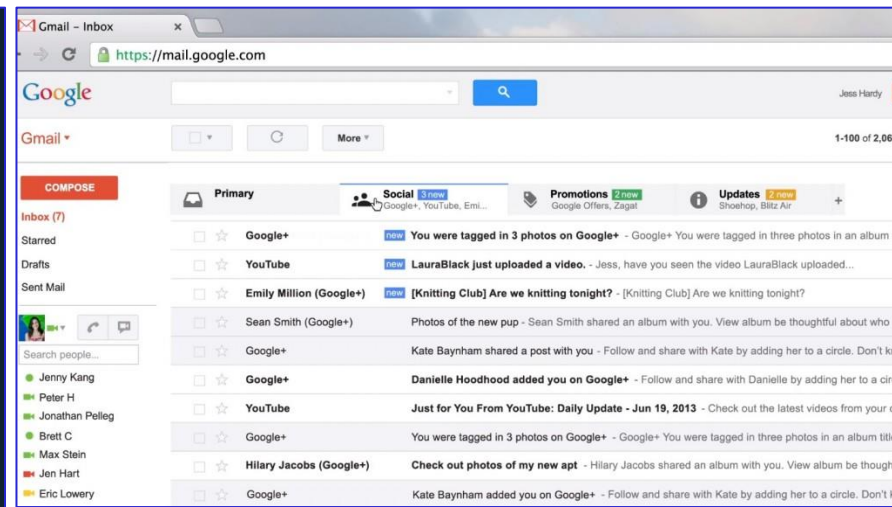 Gmail – Inbox
https://mail.google.com
Google
Jess Hardy
Gmail
More
1-100 of 2,06
COMPOSE
Primary
Social 3 new
Google+, YouTube, Emi...
Promotions 2 new
Google Offers, Zagat
Updates 2 new
Shoehop, Blitz Air
+
Inbox (7)
Starred
Drafts
Sent Mail
Search people...
Jenny Kang
Peter H
Jonathan Pelleg
Brett C
Max Stein
Jen Hart
Eric Lowery
Google+ new You were tagged in 3 photos on Google+ - Google+ You were tagged in three photos in an album
YouTube new LauraBlack just uploaded a video. - Jess, have you seen the video LauraBlack uploaded...
Emily Million (Google+) new [Knitting Club] Are we knitting tonight? - [Knitting Club] Are we knitting tonight?
Sean Smith (Google+) Photos of the new pup - Sean Smith shared an album with you. View album be thoughtful about who
Google+ Kate Baynham shared a post with you - Follow and share with Kate by adding her to a circle. Don't k
Google+ Danielle Hoodhood added you on Google+ - Follow and share with Danielle by adding her to a cir
YouTube Just for You From YouTube: Daily Update - Jun 19, 2013 - Check out the latest videos from your
Google+ You were tagged in 3 photos on Google+ - Google+ You were tagged in three photos in an album titl
Hilary Jacobs (Google+) Check out photos of my new apt - Hilary Jacobs shared an album with you. View album be though
Google+ Kate Baynham added you on Google+ - Follow and share with Kate by adding her to a circle. Don't